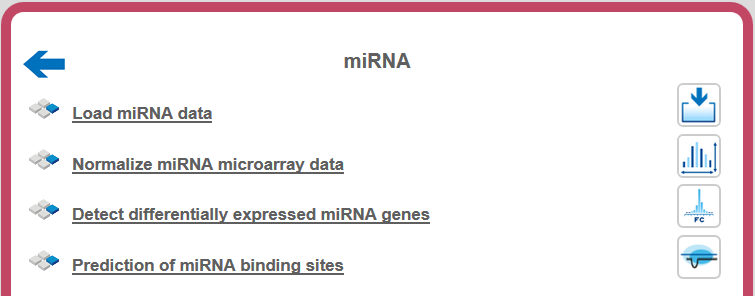 miRNA
Load miRNA data
Normalize miRNA microarray data
Detect differentially expressed miRNA genes
FC
Prediction of miRNA binding sites